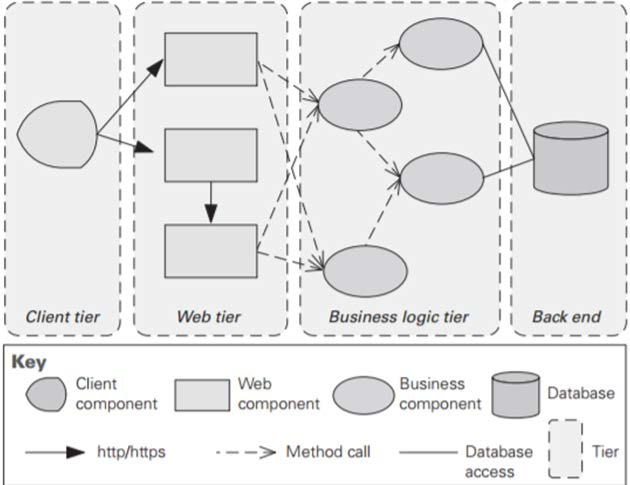 Client tier
Web tier
Business logic tier
Back end
Key
Client
component
Web
component
Business
component
Database
http/https
Method call
Database
access
Tier